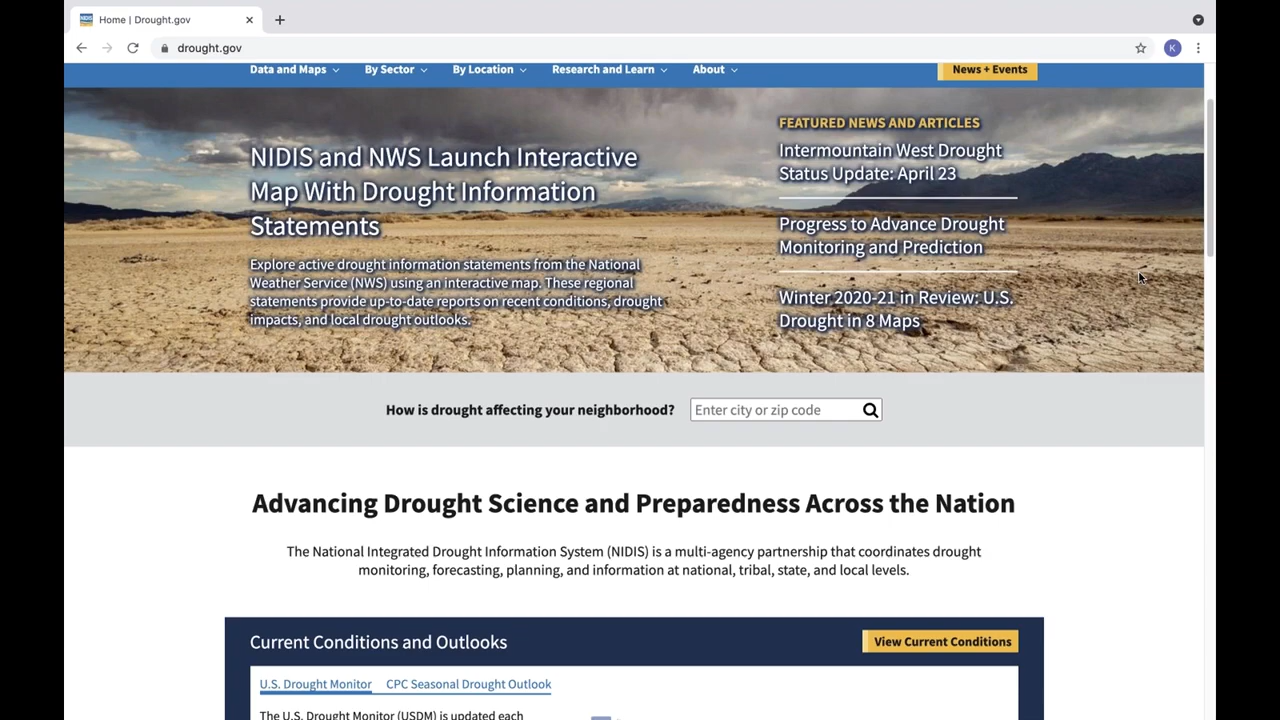 Home | Drought.gov
drought.gov
K
Data and Maps
By Sector
By Location
Research and Learn
About
News + Events
NIDIS and NWS Launch Interactive
Map With Drought Information
Statements
Explore active drought information statements from the National
Weather Service (NWS) using an interactive map. These regional
statements provide up-to-date reports on recent conditions, drought
impacts, and local drought outlooks.
FEATURED NEWS AND ARTICLES
Intermountain West Drought
Status Update: April 23
Progress to Advance Drought
Monitoring and Prediction
Winter 2020-21 in Review: U.S.
Drought in 8 Maps
How is drought affecting your neighborhood?
Enter city or zip code
Advancing Drought Science and Preparedness Across the Nation
The National Integrated Drought Information System (NIDIS) is a multi-agency partnership that coordinates drought
monitoring, forecasting, planning, and information at national, tribal, state, and local levels.
Current Conditions and Outlooks
View Current Conditions
U.S. Drought Monitor
CPC Seasonal Drought Outlook
The U.S. Drought Monitor (USDM) is updated each